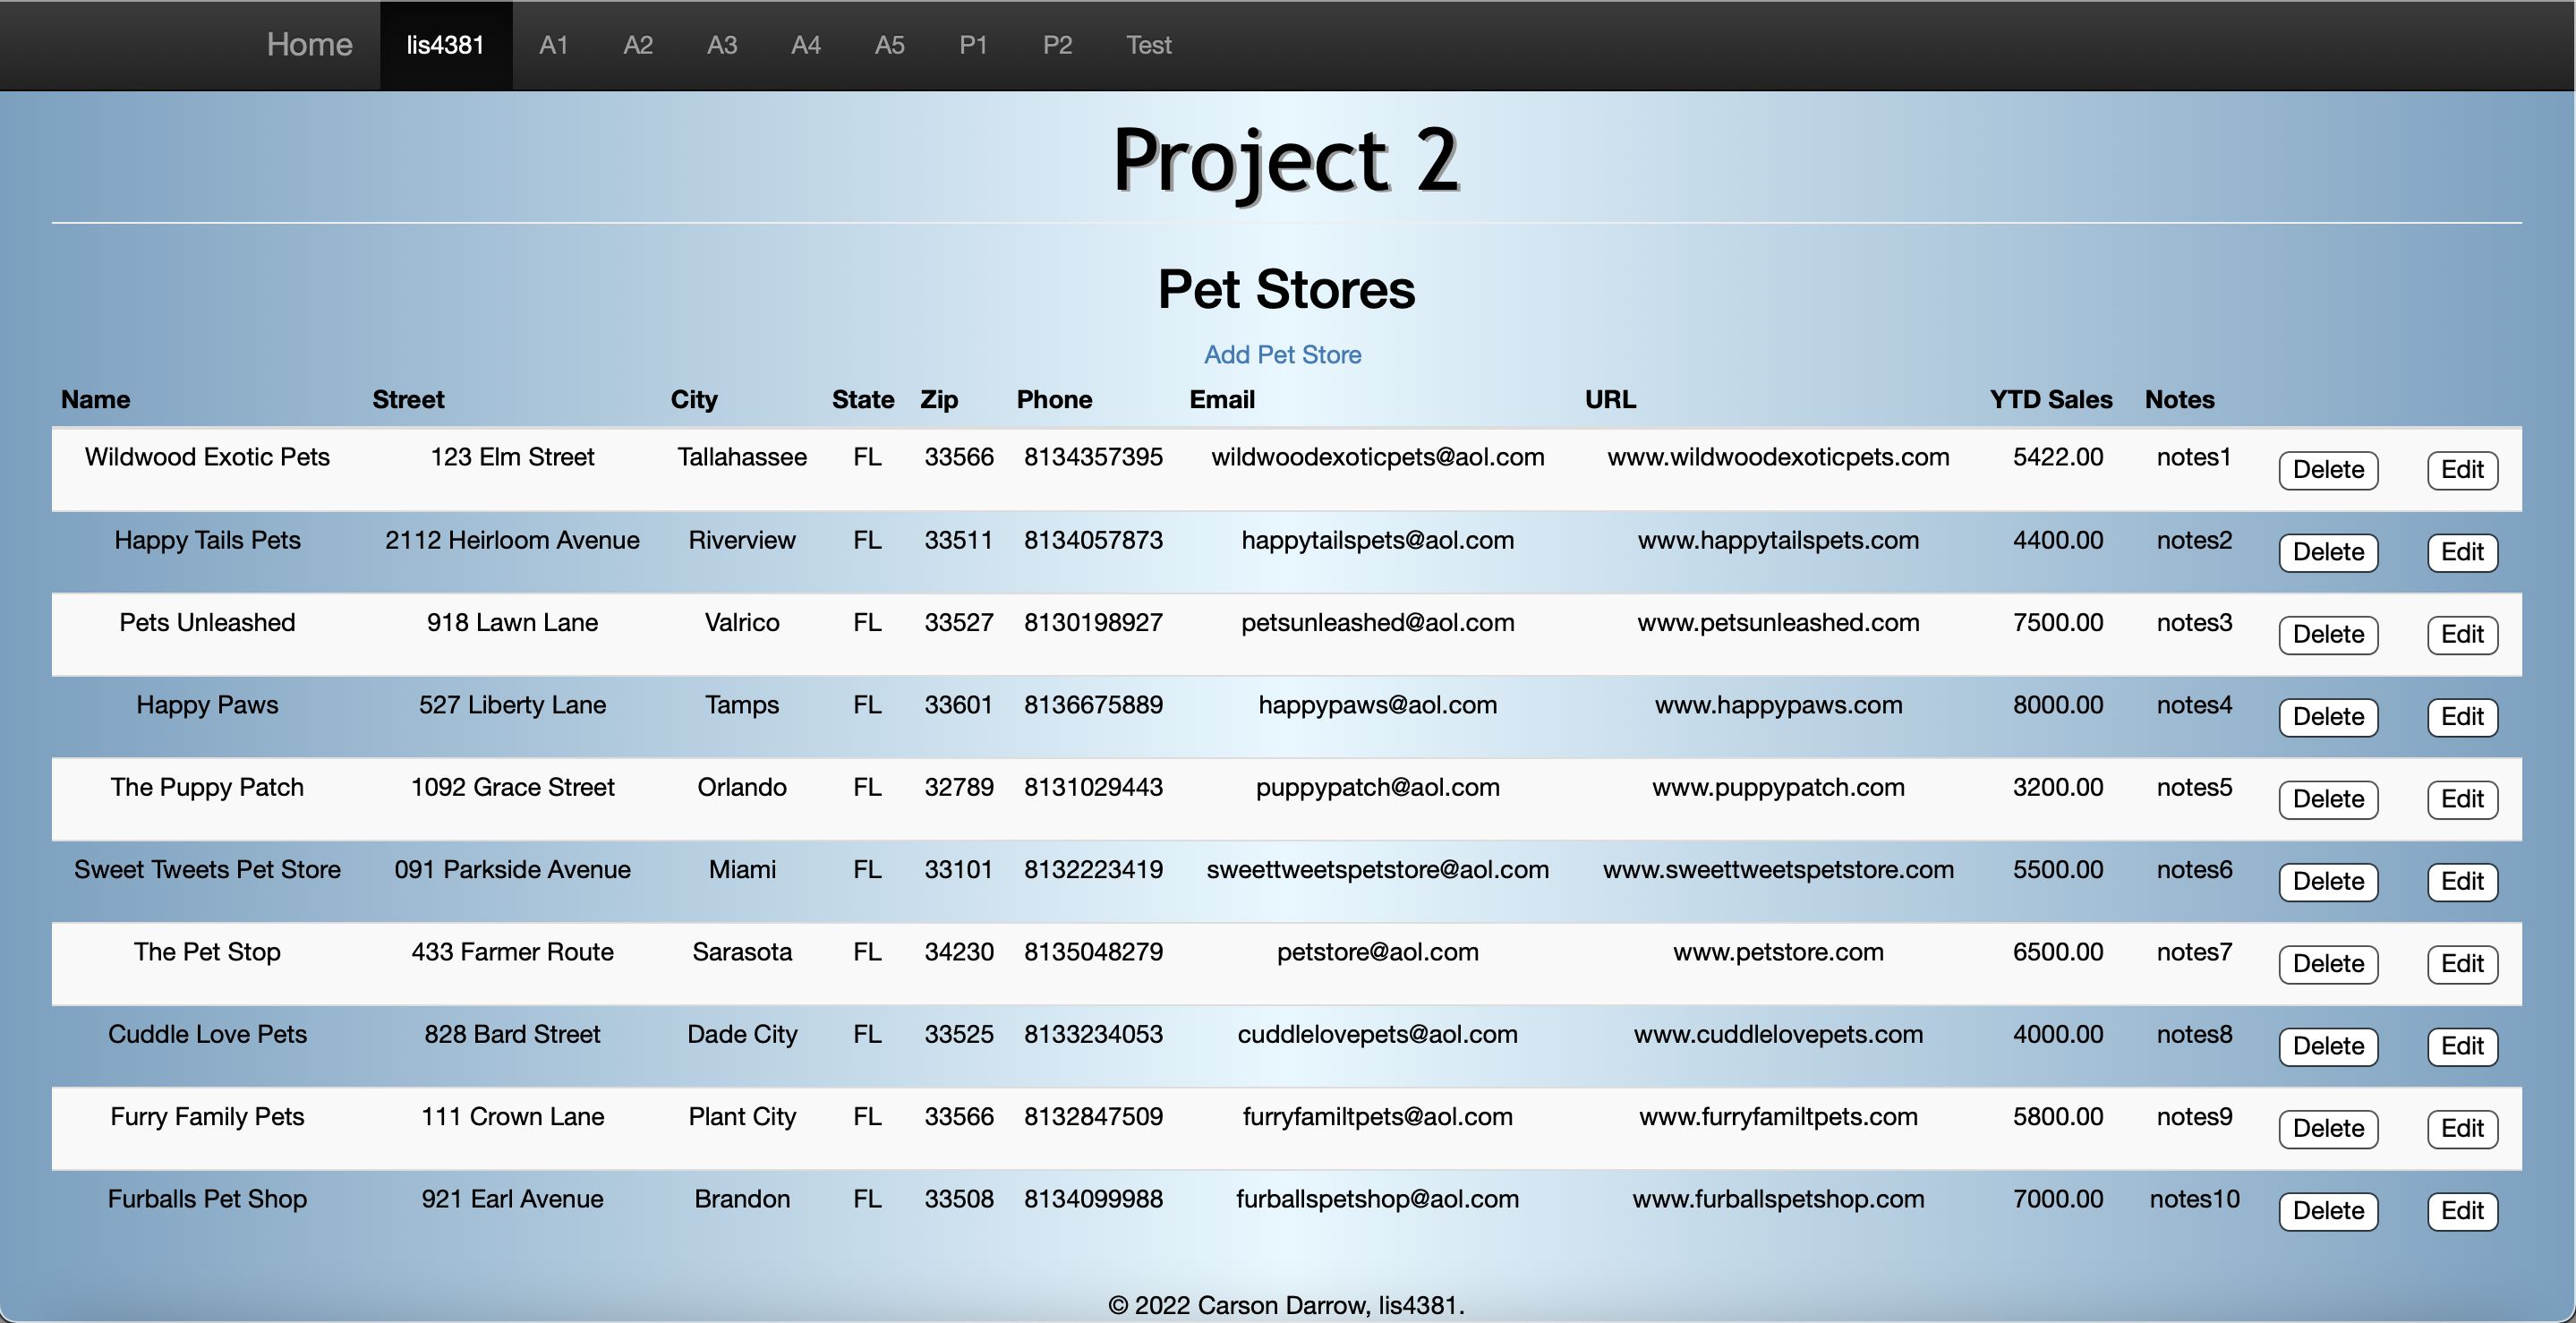 Home lis4381 A1 A2 A3 A4 A5 P1 P2 Test
Project 2
Pet Stores
Add Pet Store
Name Street City State Zip Phone Email URL YTD Sales Notes
Wildwood Exotic Pets 123 Elm Street Tallahassee FL 33566 8134357395 wildwoodexoticpets@aol.com www.wildwoodexoticpets.com 5422.00 notes1 Delete Edit
Happy Tails Pets 2112 Heirloom Avenue Riverview FL 33511 8134057873 happytailspets@aol.com www.happytailspets.com 4400.00 notes2 Delete Edit
Pets Unleashed 918 Lawn Lane Valrico FL 33527 8130198927 petsunleashed@aol.com www.petsunleashed.com 7500.00 notes3 Delete Edit
Happy Paws 527 Liberty Lane Tamps FL 33601 8136675889 happypaws@aol.com www.happypaws.com 8000.00 notes4 Delete Edit
The Puppy Patch 1092 Grace Street Orlando FL 32789 8131029443 puppypatch@aol.com www.puppypatch.com 3200.00 notes5 Delete Edit
Sweet Tweets Pet Store 091 Parkside Avenue Miami FL 33101 8132223419 sweettweetspetstore@aol.com www.sweettweetspetstore.com 5500.00 notes6 Delete Edit
The Pet Stop 433 Farmer Route Sarasota FL 34230 8135048279 petstore@aol.com www.petstore.com 6500.00 notes7 Delete Edit
Cuddle Love Pets 828 Bard Street Dade City FL 33525 8133234053 cuddlelovepets@aol.com www.cuddlelovepets.com 4000.00 notes8 Delete Edit
Furry Family Pets 111 Crown Lane Plant City FL 33566 8132847509 furryfamiltpets@aol.com www.furryfamiltpets.com 5800.00 notes9 Delete Edit
Furballs Pet Shop 921 Earl Avenue Brandon FL 33508 8134099988 furballspetshop@aol.com www.furballspetshop.com 7000.00 notes10 Delete Edit
© 2022 Carson Darrow, lis4381.